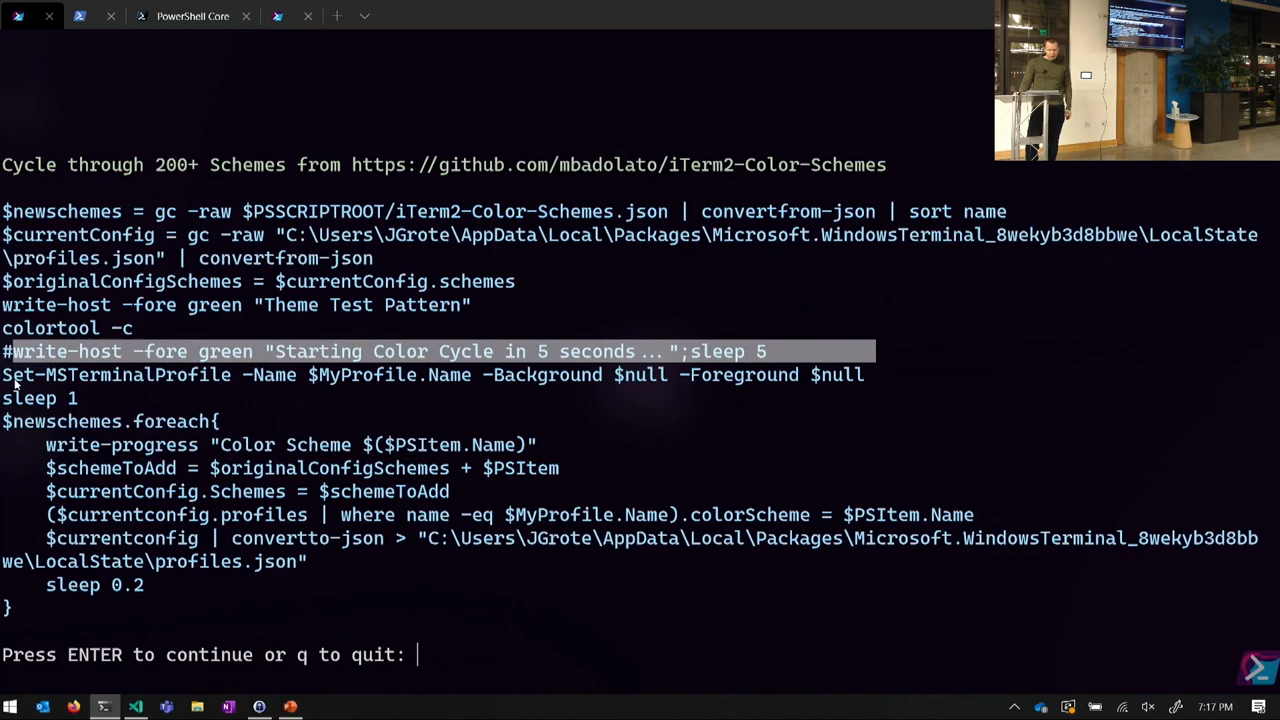 PowerShell Core
Cycle through 200+ Schemes from https://github.com/mbadolato/iTerm2-Color-Schemes
$newschemes = gc -raw $PSSCRIPTROOT/iTerm2-Color-Schemes.json | convertfrom-json | sort name
$currentConfig = gc -raw "C:\Users\JGrote\AppData\Local\Packages\Microsoft.WindowsTerminal_8wekyb3d8bbwe\LocalState
\profiles.json" | convertfrom-json
$originalConfigSchemes = $currentConfig.schemes
write-host -fore green "Theme Test Pattern"
colortool -c
#write-host -fore green "Starting Color Cycle in 5 seconds...";sleep 5
Set-MSTerminalProfile -Name $MyProfile.Name -Background $null -Foreground $null
sleep 1
$newschemes.foreach{
    write-progress "Color Scheme $($PSItem.Name)"
    $schemeToAdd = $originalConfigSchemes + $PSItem
    $currentConfig.Schemes = $schemeToAdd
    ($currentconfig.profiles | where name -eq $MyProfile.Name).colorScheme = $PSItem.Name
    $currentconfig | convertto-json > "C:\Users\JGrote\AppData\Local\Packages\Microsoft.WindowsTerminal_8wekyb3d8bb
we\LocalState\profiles.json"
    sleep 0.2
}
Press ENTER to continue or q to quit:
7:17 PM